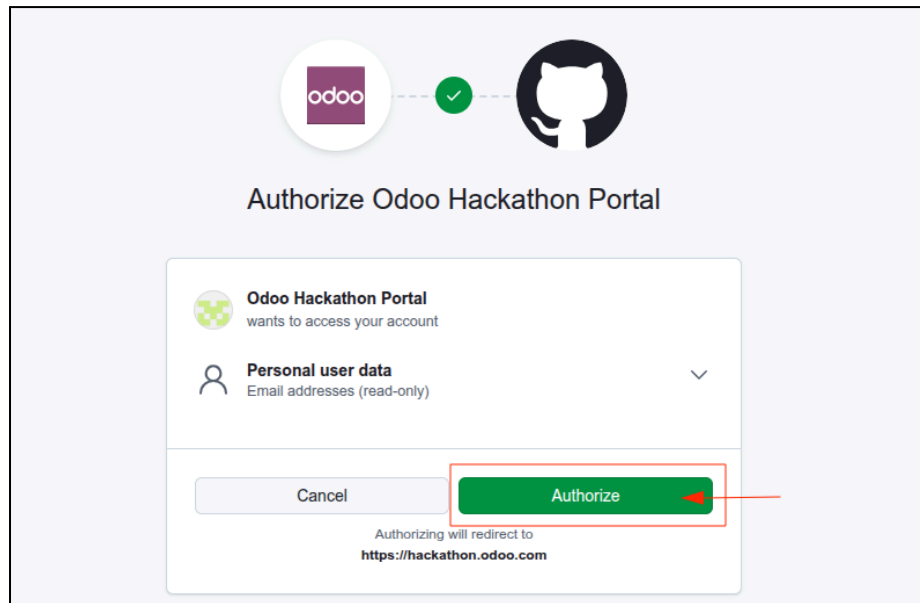 odoo
Authorize Odoo Hackathon Portal
Odoo Hackathon Portal
wants to access your account
Personal user data
Email addresses (read-only)
Cancel
Authorize
Authorizing will redirect to
https://hackathon.odoo.com